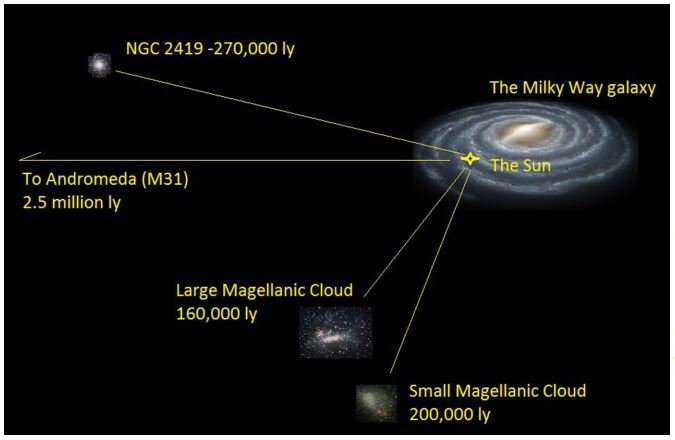 NGC 2419 -270,000 ly
The Milky Way galaxy
The Sun
To Andromeda (M31)
2.5 million ly
Large Magellanic Cloud
160,000 ly
Small Magellanic Cloud
200,000 ly